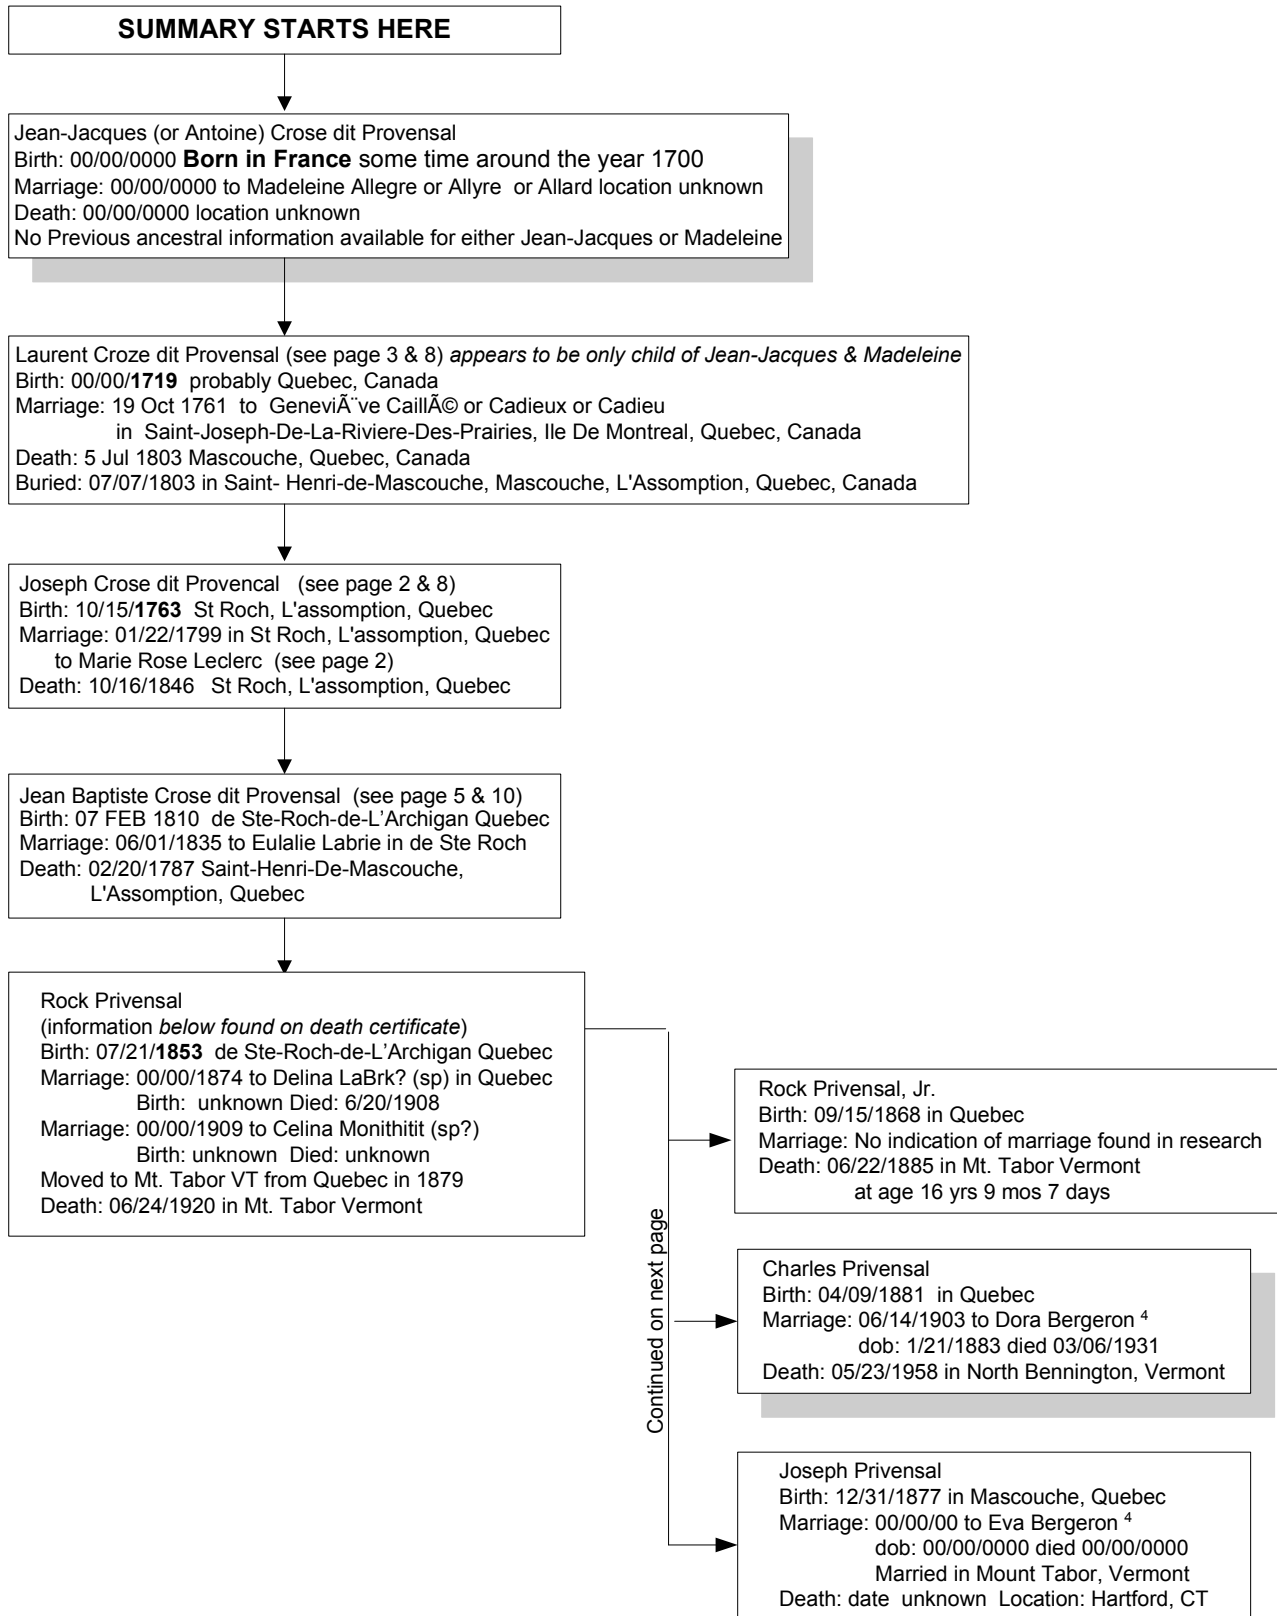 SUMMARY STARTS HERE
Jean-Jacques (or Antoine) Crose dit Provensal
Birth: 00/00/0000 Born in France some time around the year 1700
Marriage: 00/00/0000 to Madeleine Allegre or Allyre or Allard location unknown
Death: 00/00/0000 location unknown
No Previous ancestral information available for either Jean-Jacques or Madeleine
Laurent Croze dit Provensal (see page 3 & 8) appears to be only child of Jean-Jacques & Madeleine
Birth: 00/00/1719 probably Quebec, Canada
Marriage: 19 Oct 1761 to GeneviÃ¨ve CaillÃ© or Cadieux or Cadieu
in Saint-Joseph-De-La-Riviere-Des-Prairies, Ile De Montreal, Quebec, Canada
Death: 5 Jul 1803 Mascouche, Quebec, Canada
Buried: 07/07/1803 in Saint- Henri-de-Mascouche, Mascouche, L'Assomption, Quebec, Canada
Joseph Crose dit Provencal (see page 2 & 8)
Birth: 10/15/1763 St Roch, L'assomption, Quebec
Marriage: 01/22/1799 in St Roch, L'assomption, Quebec
to Marie Rose Leclerc (see page 2)
Death: 10/16/1846 St Roch, L'assomption, Quebec
Jean Baptiste Crose dit Provensal (see page 5 & 10)
Birth: 07 FEB 1810 de Ste-Roch-de-L’Archigan Quebec
Marriage: 06/01/1835 to Eulalie Labrie in de Ste Roch
Death: 02/20/1787 Saint-Henri-De-Mascouche,
L'Assomption, Quebec
Rock Privensal
(information below found on death certificate)
Birth: 07/21/1853 de Ste-Roch-de-L’Archigan Quebec
Marriage: 00/00/1874 to Delina LaBrk? (sp) in Quebec
Birth: unknown Died: 6/20/1908
Marriage: 00/00/1909 to Celina Monithitit (sp?)
Birth: unknown Died: unknown
Moved to Mt. Tabor VT from Quebec in 1879
Death: 06/24/1920 in Mt. Tabor Vermont
Continued on next page
Rock Privensal, Jr.
Birth: 09/15/1868 in Quebec
Marriage: No indication of marriage found in research
Death: 06/22/1885 in Mt. Tabor Vermont
at age 16 yrs 9 mos 7 days
Charles Privensal
Birth: 04/09/1881 in Quebec
Marriage: 06/14/1903 to Dora Bergeron 4
dob: 1/21/1883 died 03/06/1931
Death: 05/23/1958 in North Bennington, Vermont
Joseph Privensal
Birth: 12/31/1877 in Mascouche, Quebec
Marriage: 00/00/00 to Eva Bergeron 4
dob: 00/00/0000 died 00/00/0000
Married in Mount Tabor, Vermont
Death: date unknown Location: Hartford, CT